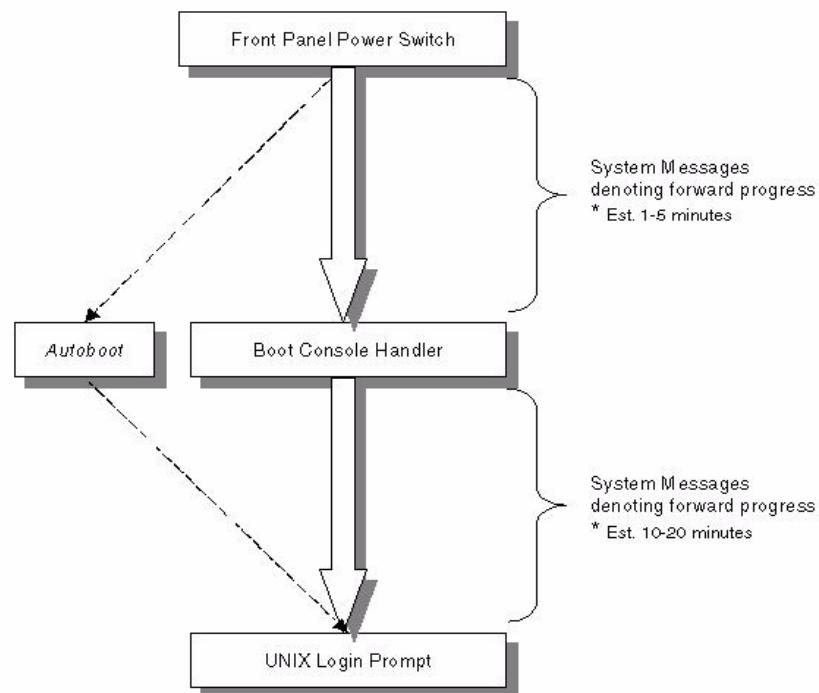 Front Panel Power Switch
System Messages
denoting forward progress
* Est. 1-5 minutes
Autoboot
Boot Console Handler
System Messages
denoting forward progress
* Est. 10-20 minutes
UNIX Login Prompt